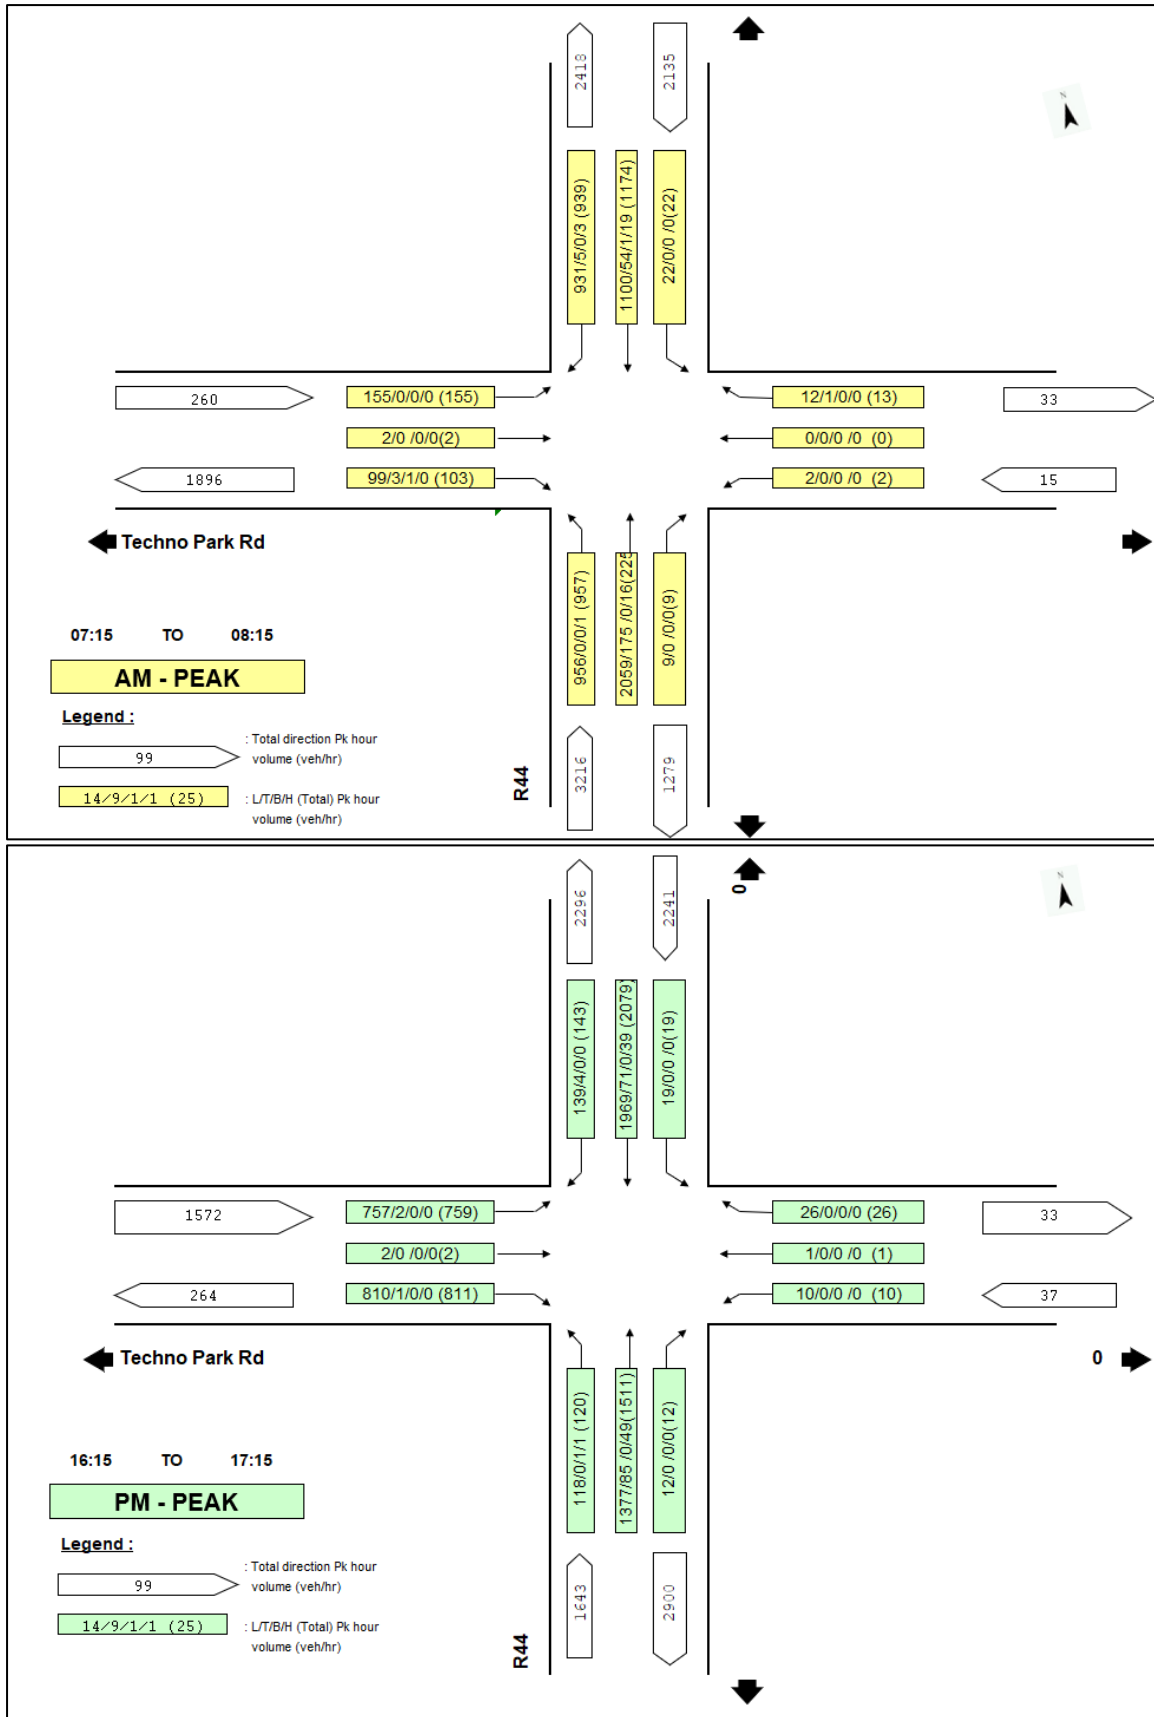 2418
2135
N
931/5/0/3 (939)
1100/54/1/19 (1174)
22/0/0 /0(22)
260
155/0/0/0 (155)
12/1/0/0 (13)
33
2/0 /0/0(2)
0/0/0 /0 (0)
1896
99/3/1/0 (103)
2/0/0 /0 (2)
15
Techno Park Rd
956/0/0/1 (957)
2059/175 /0/16(225
9/0 /0/0(9)
07:15 TO 08:15
AM - PEAK
Legend :
99
: Total direction Pk hour
volume (veh/hr)
14/9/1/1 (25)
: L/T/B/H (Total) Pk hour
volume (veh/hr)
R44
3216
1279
2296
2241
0
N
139/4/0/0 (143)
1969/71/0/39 (2079)
19/0/0 /0(19)
1572
757/2/0/0 (759)
26/0/0/0 (26)
33
2/0 /0/0(2)
1/0/0 /0 (1)
264
810/1/0/0 (811)
10/0/0 /0 (10)
37
Techno Park Rd
0
118/0/1/1 (120)
1377/85 /0/49(1511)
12/0 /0/0(12)
16:15 TO 17:15
PM - PEAK
Legend :
99
: Total direction Pk hour
volume (veh/hr)
14/9/1/1 (25)
: L/T/B/H (Total) Pk hour
volume (veh/hr)
R44
1643
2900